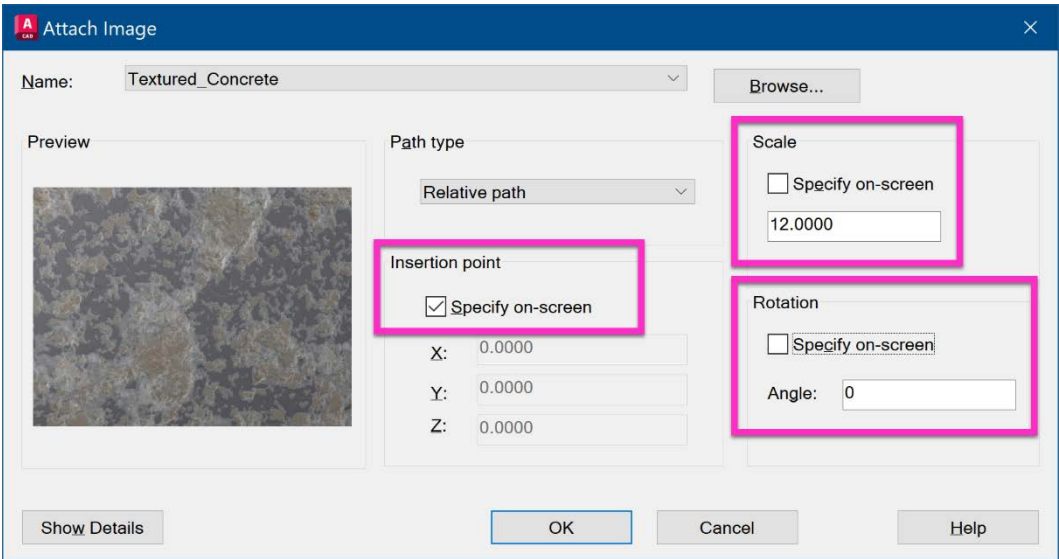 A
CAD
Attach Image
Name:
Textured_Concrete
Browse...
Preview
Path type
Relative path
Insertion point
Specify on-screen
X:
0.0000
Y:
0.0000
Z:
0.0000
Scale
Specify on-screen
12.0000
Rotation
Specify on-screen
Angle:
0
Show Details
OK
Cancel
Help